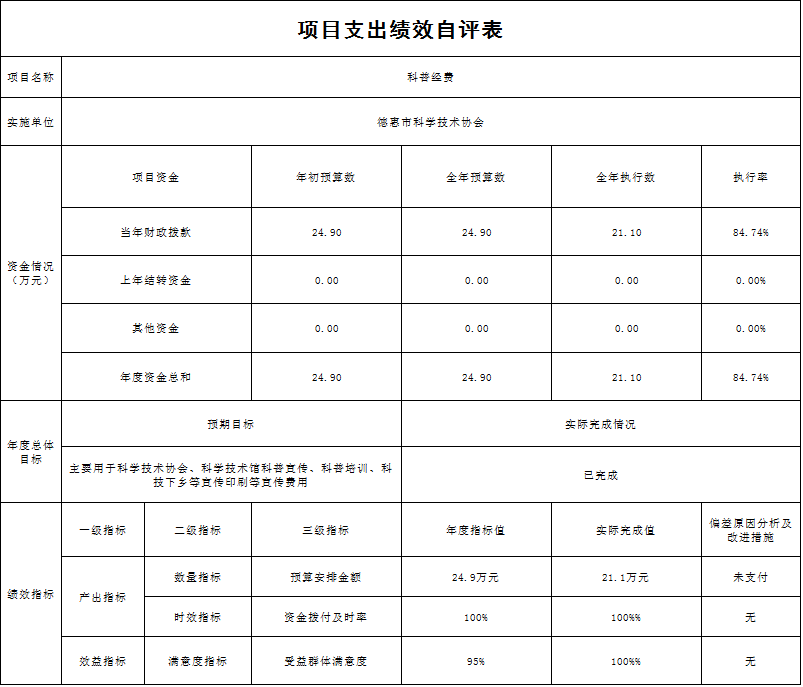 项目支出绩效自评表
项目名称 科普经费
实施单位 德惠市科学技术协会
资金情况
（万元）
项目资金 年初预算数 全年预算数 全年执行数 执行率
当年财政拨款 24.90 24.90 21.10 84.74%
上年结转资金 0.00 0.00 0.00 0.00%
其他资金 0.00 0.00 0.00 0.00%
年度资金总和 24.90 24.90 21.10 84.74%
年度总体
目标
预期目标 实际完成情况
主要用于科学技术协会、科学技术馆科普宣传、科普培训、科
技下乡等宣传印刷等宣传费用
已完成
绩效指标
一级指标 二级指标 三级指标 年度指标值 实际完成值 偏差原因分析及
改进措施
产出指标
数量指标 预算安排金额 24.9万元 21.1万元 未支付
时效指标 资金拨付及时率 100% 100%% 无
效益指标 满意度指标 受益群体满意度 95% 100%% 无